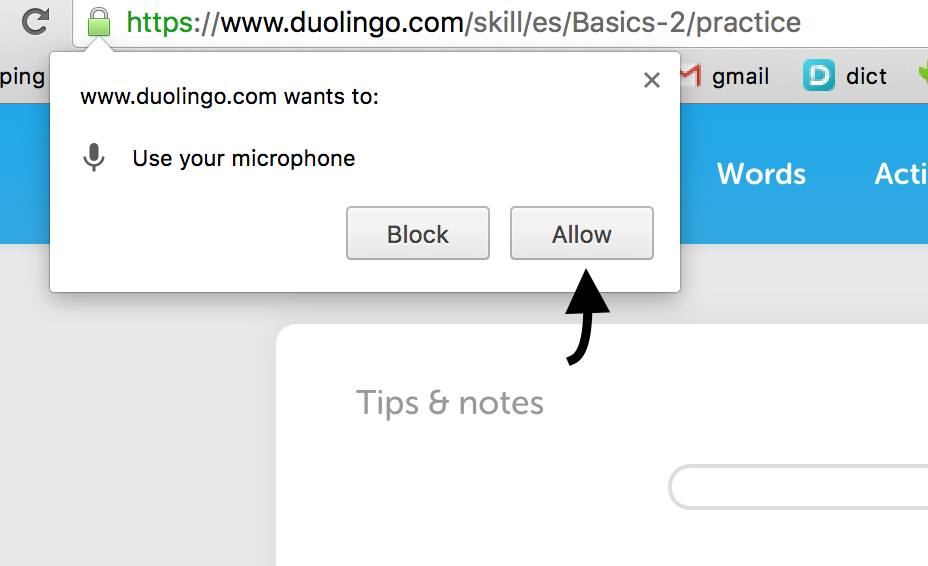 https://www.duolingo.com/skill/es/Basics-2/practice
ping
gmail
D dict
www.duolingo.com wants to:
Use your microphone
Block
Allow
Words
Acti
Tips & notes